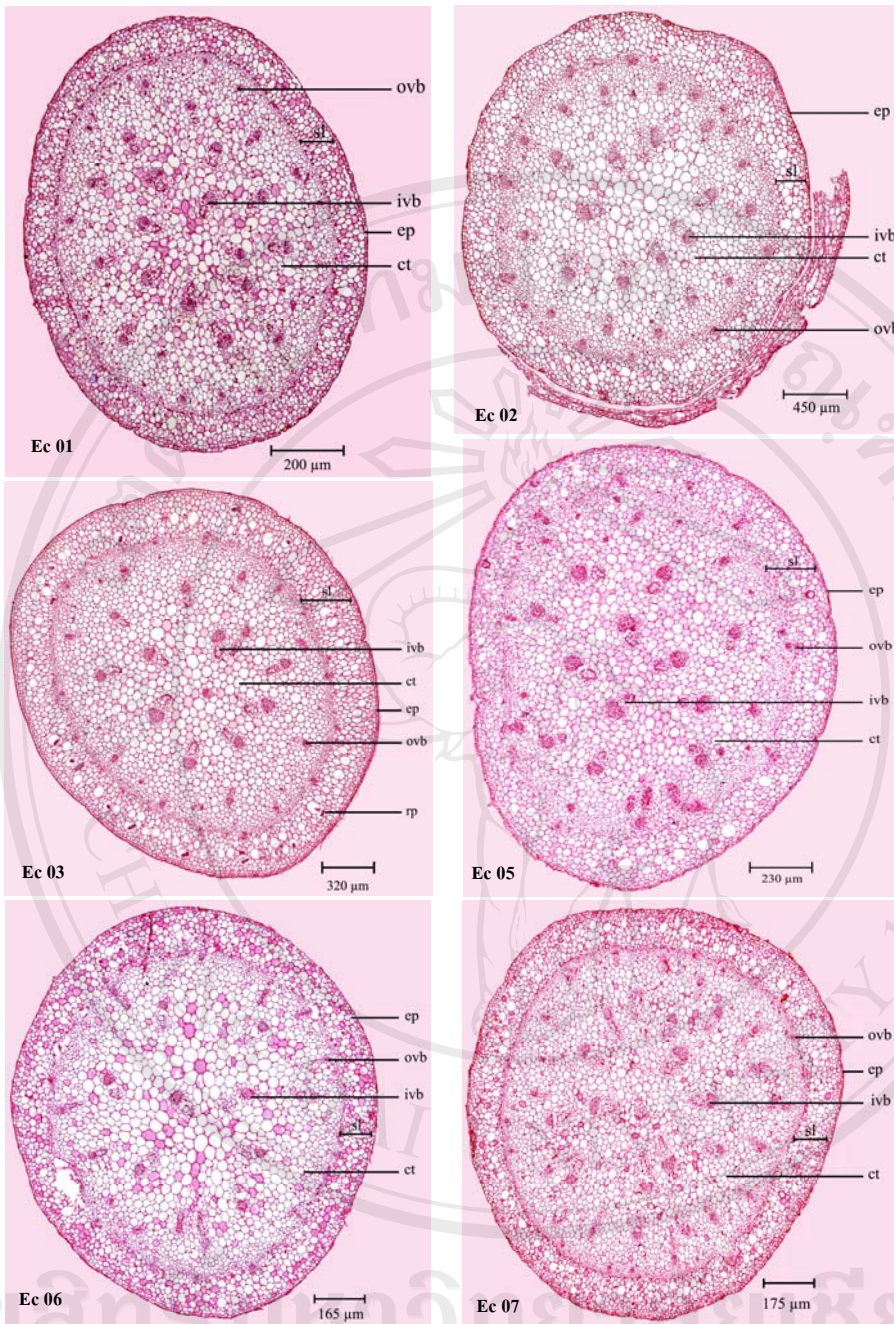 ovb
sl
ivb
ep
ct
Ec 01
200 µm
ep
sl
ivb
ct
ovb
Ec 02
450 µm
sl
ivb
ct
ep
ovb
rp
Ec 03
320 µm
sl
ep
ovb
ivb
ct
Ec 05
230 µm
ep
ovb
ivb
sl
ct
Ec 06
165 µm
ovb
ep
ivb
sl
ct
Ec 07
175 µm